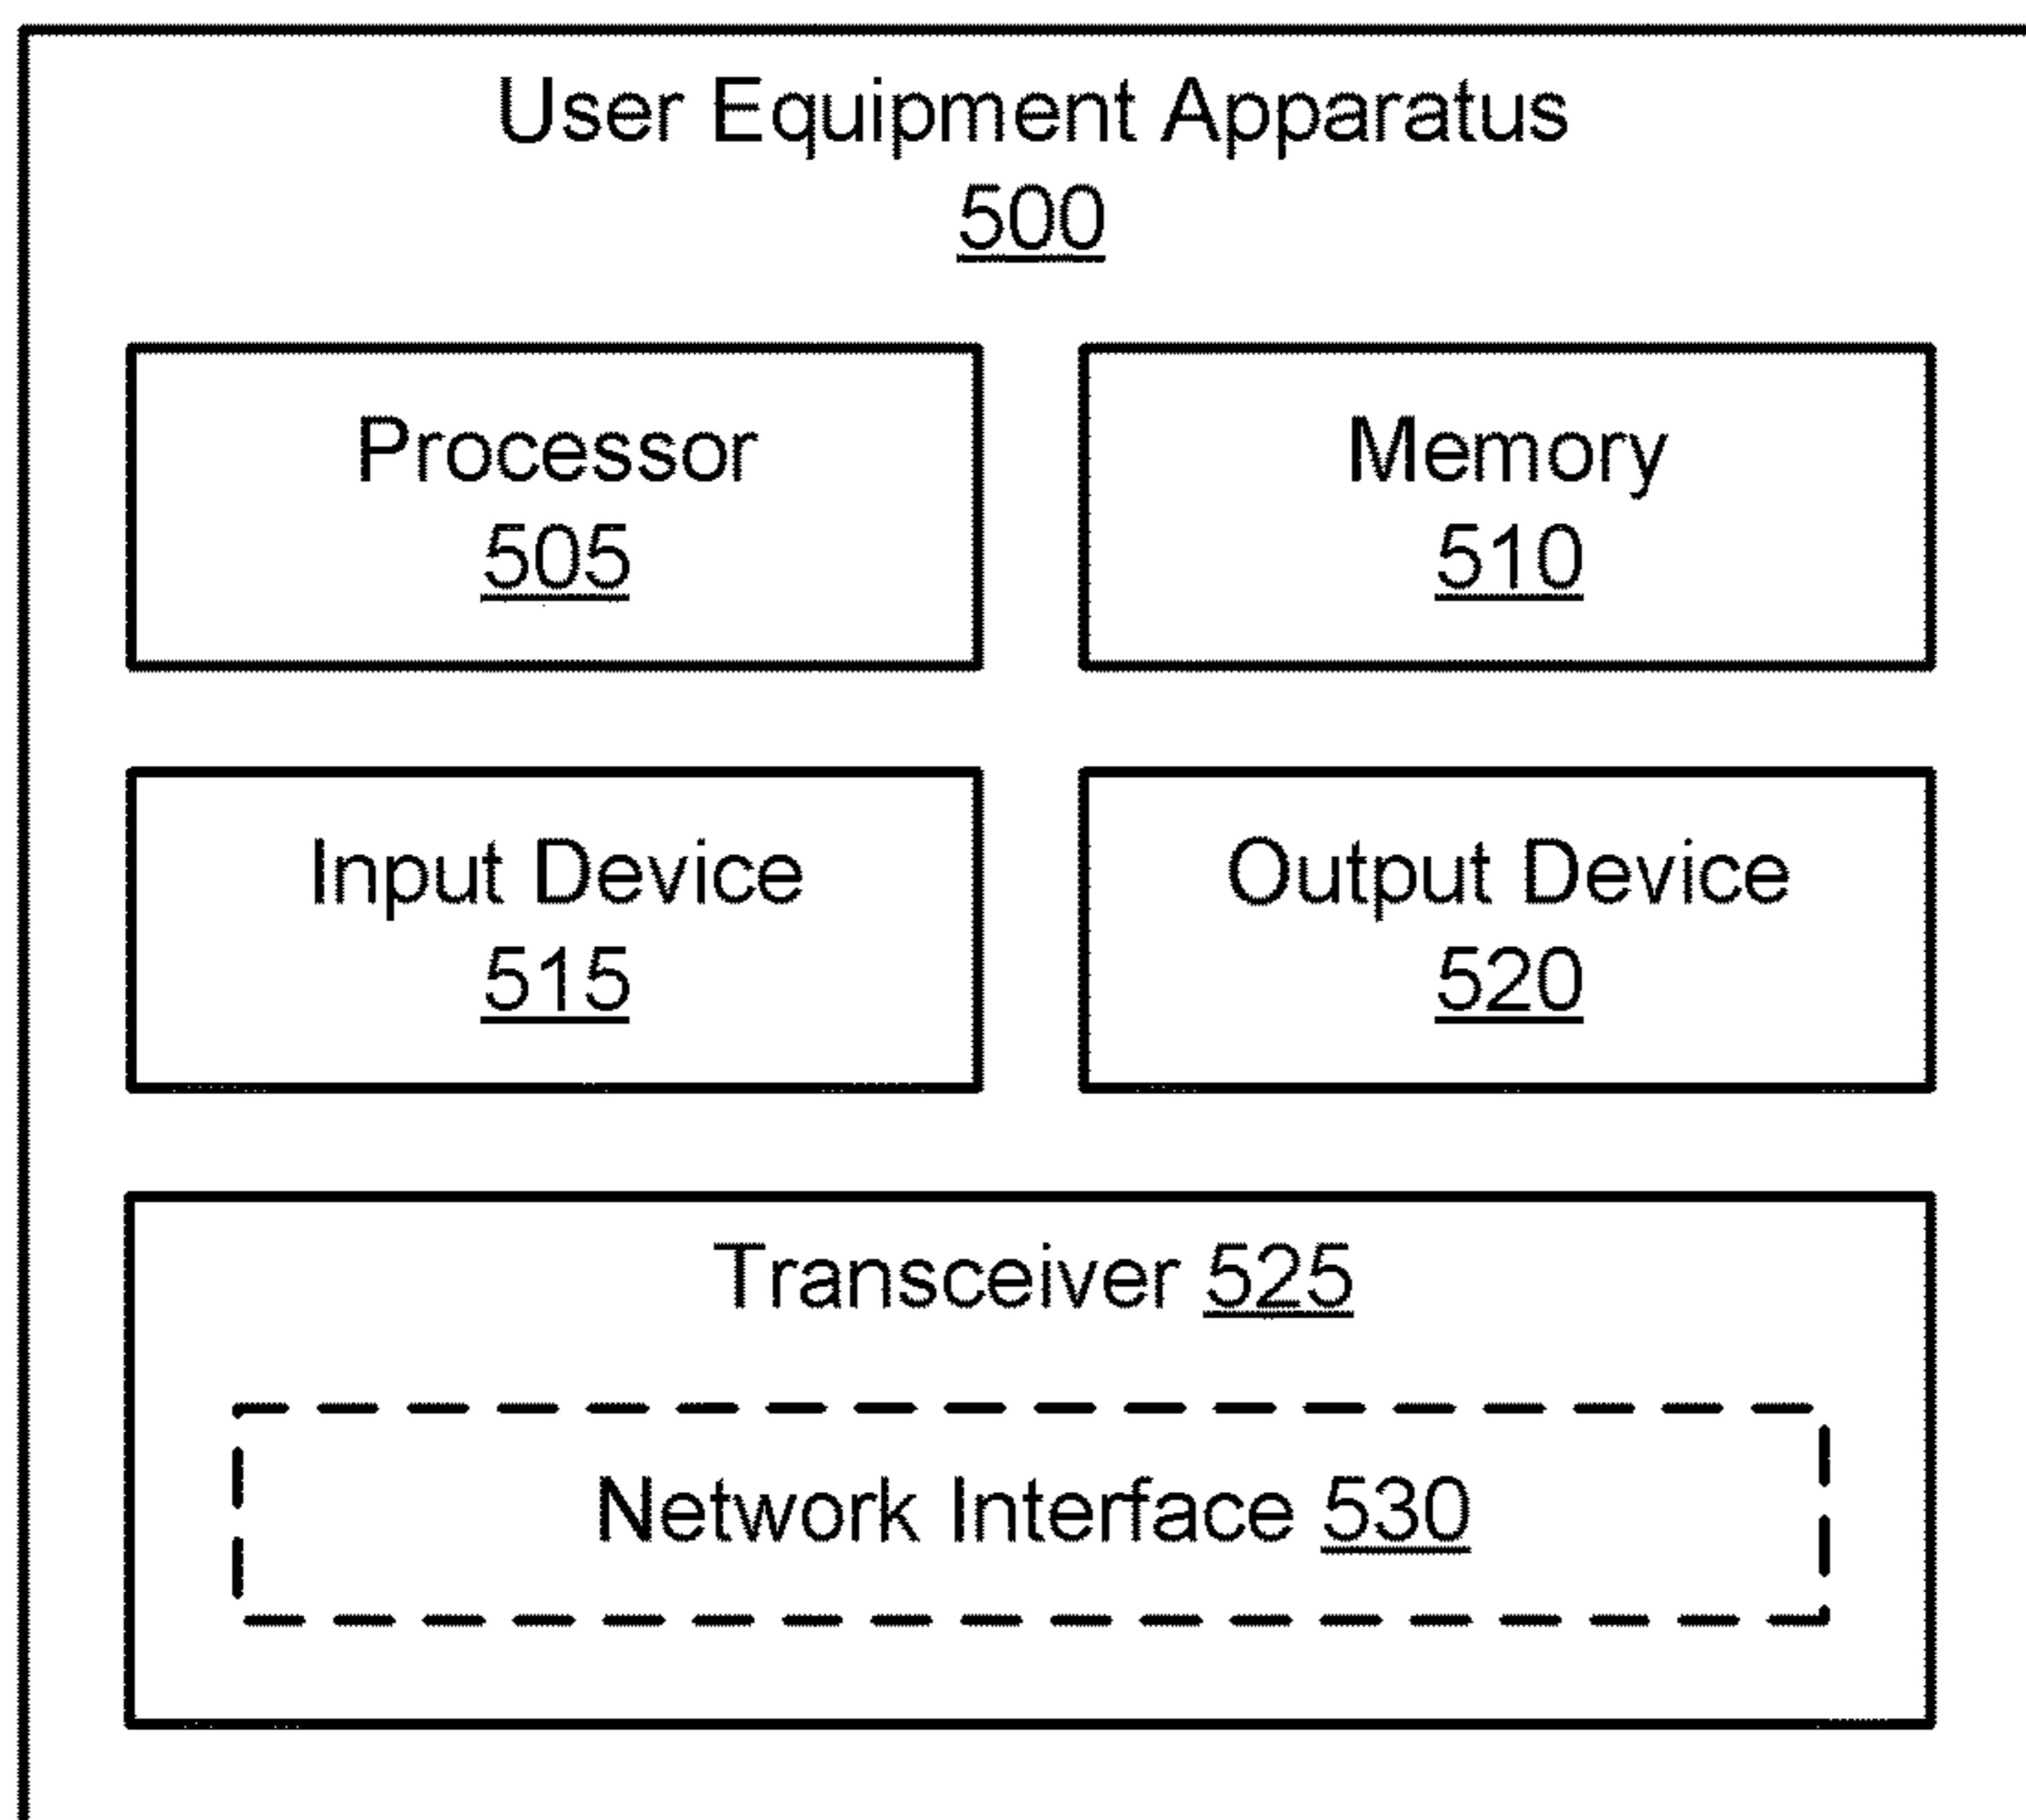 User Equipment Apparatus
500
Processor
505
Memory
510
Input Device
515
Output Device
520
Transceiver 525
Network Interface 530